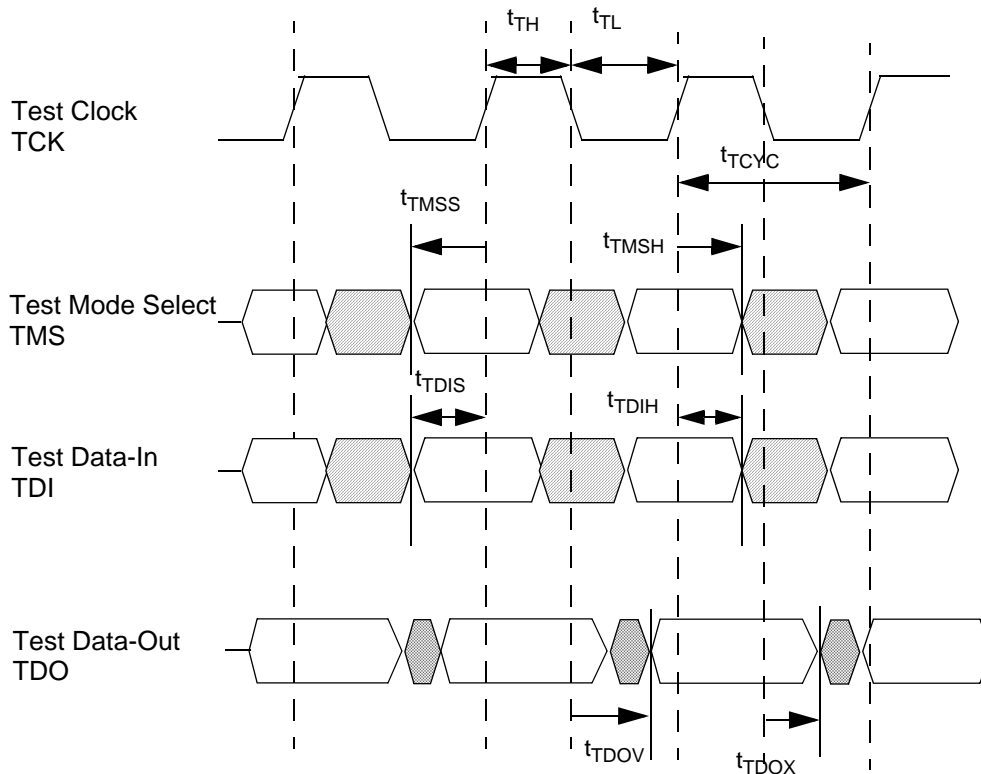 tTH
tTL
Test Clock
TCK
tTCYC
tTMSS
tTMSH
Test Mode Select
TMS
tTDIS
tTDIH
Test Data-In
TDI
Test Data-Out
TDO
tTDOV
tTDOX